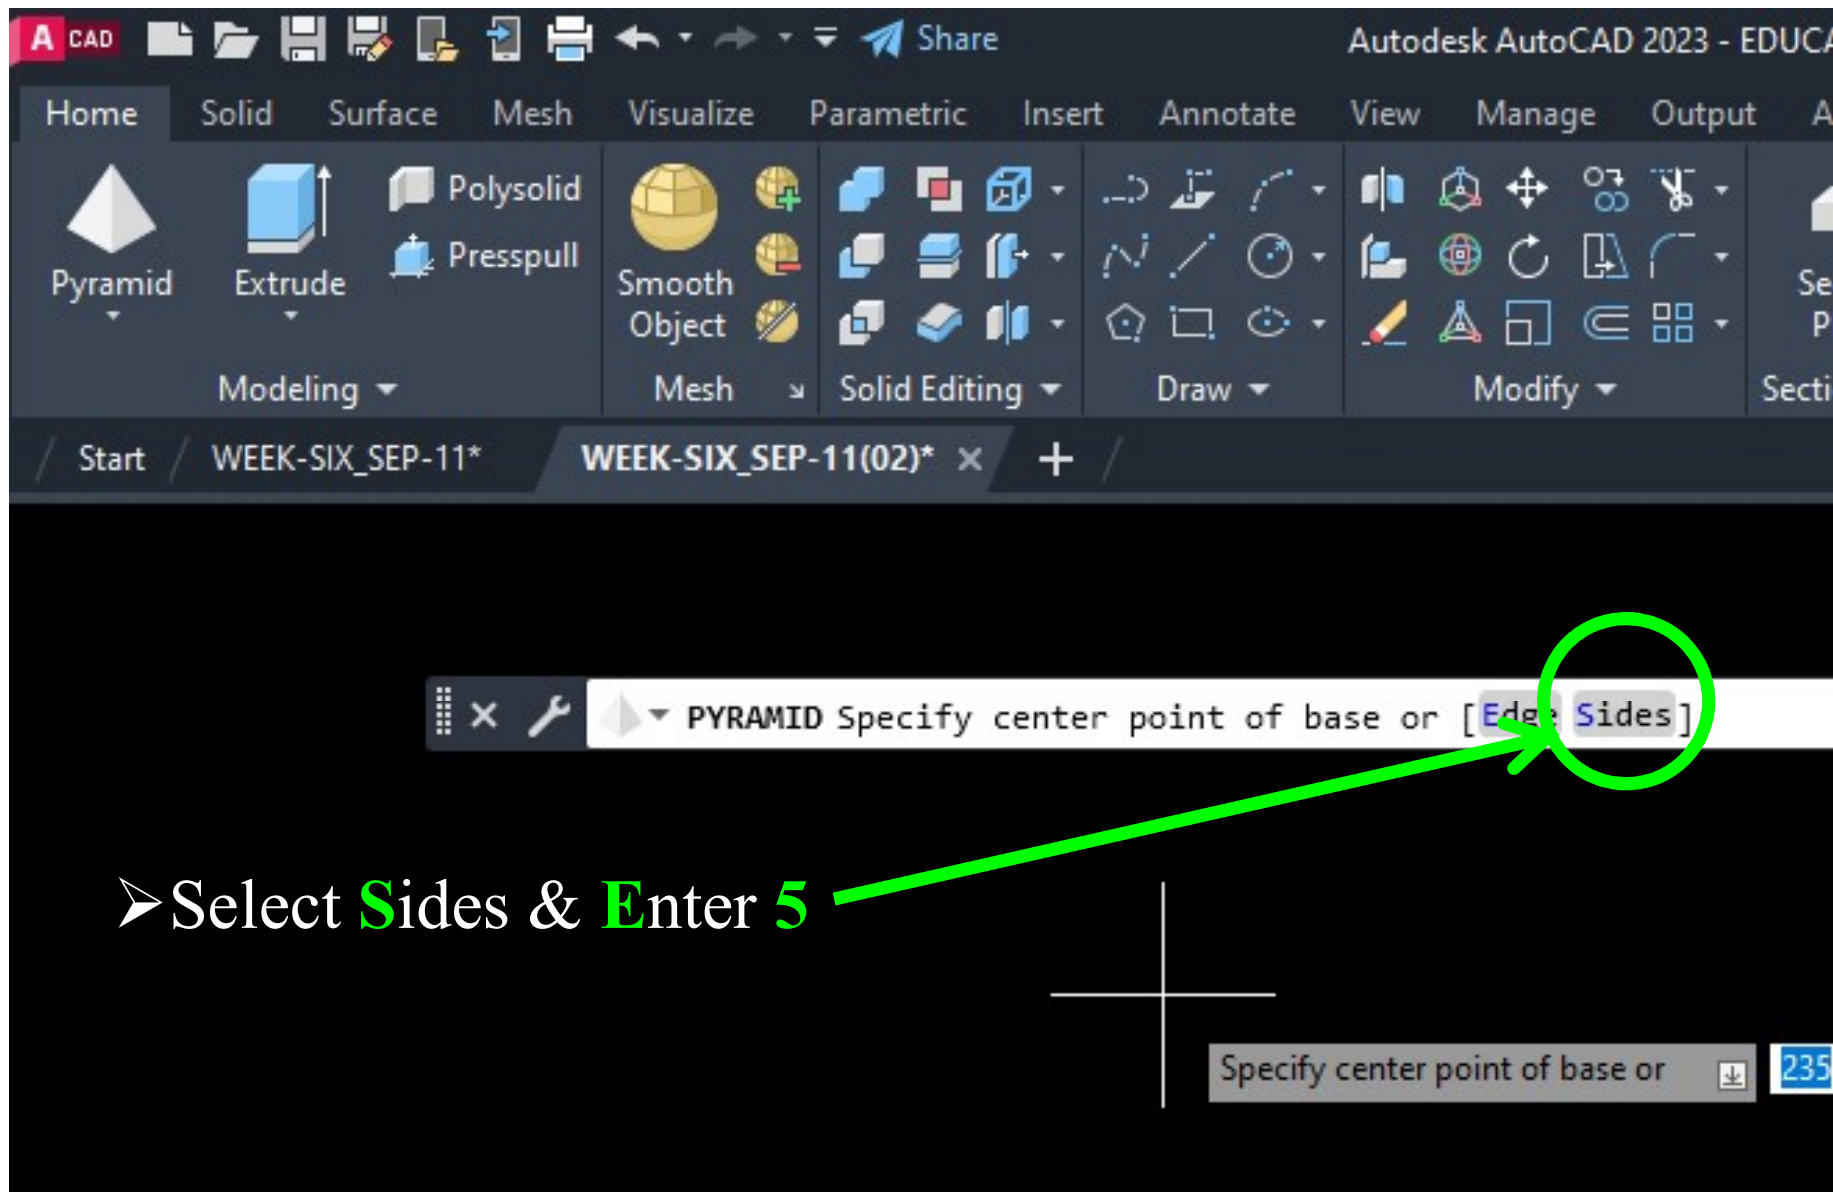 A CAD Share Autodesk AutoCAD 2023 - EDUCA
Home Solid Surface Mesh Visualize Parametric Insert Annotate View Manage Output A
Polysolid
Presspull
Pyramid Extrude Smooth Object Se
P
Modeling Mesh Solid Editing Draw Modify Secti
Start WEEK-SIX_SEP-11* WEEK-SIX_SEP-11(02)*
PYRAMID Specify center point of base or [Edge Sides]
➢Select Sides & Enter 5
Specify center point of base or 235